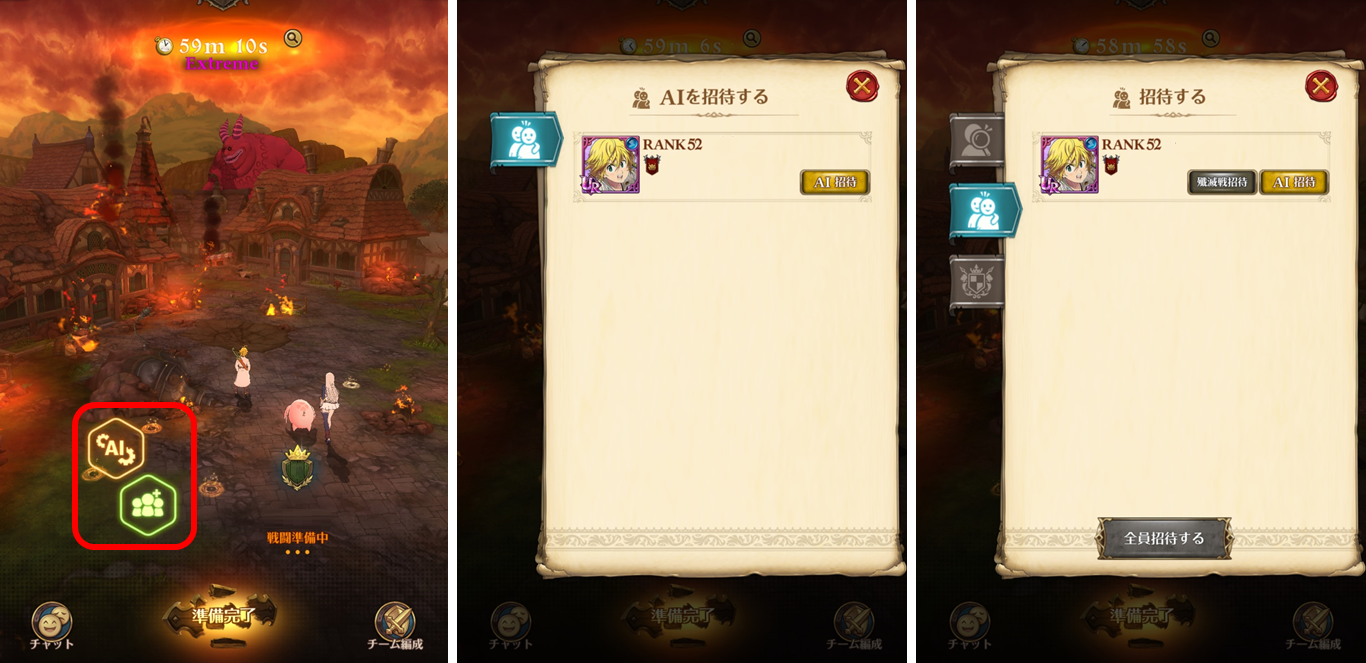 59m 10s
Extreme
AI
戦闘準備中
準備完了
チャット
チーム編成
59m 6s
AIを招待する
RANK 52
UR
AI 招待
準備完了
チャット
チーム編成
58m 58s
招待する
RANK 52
UR
殲滅戦招待
AI 招待
全員招待する
準備完了
チャット
チーム編成